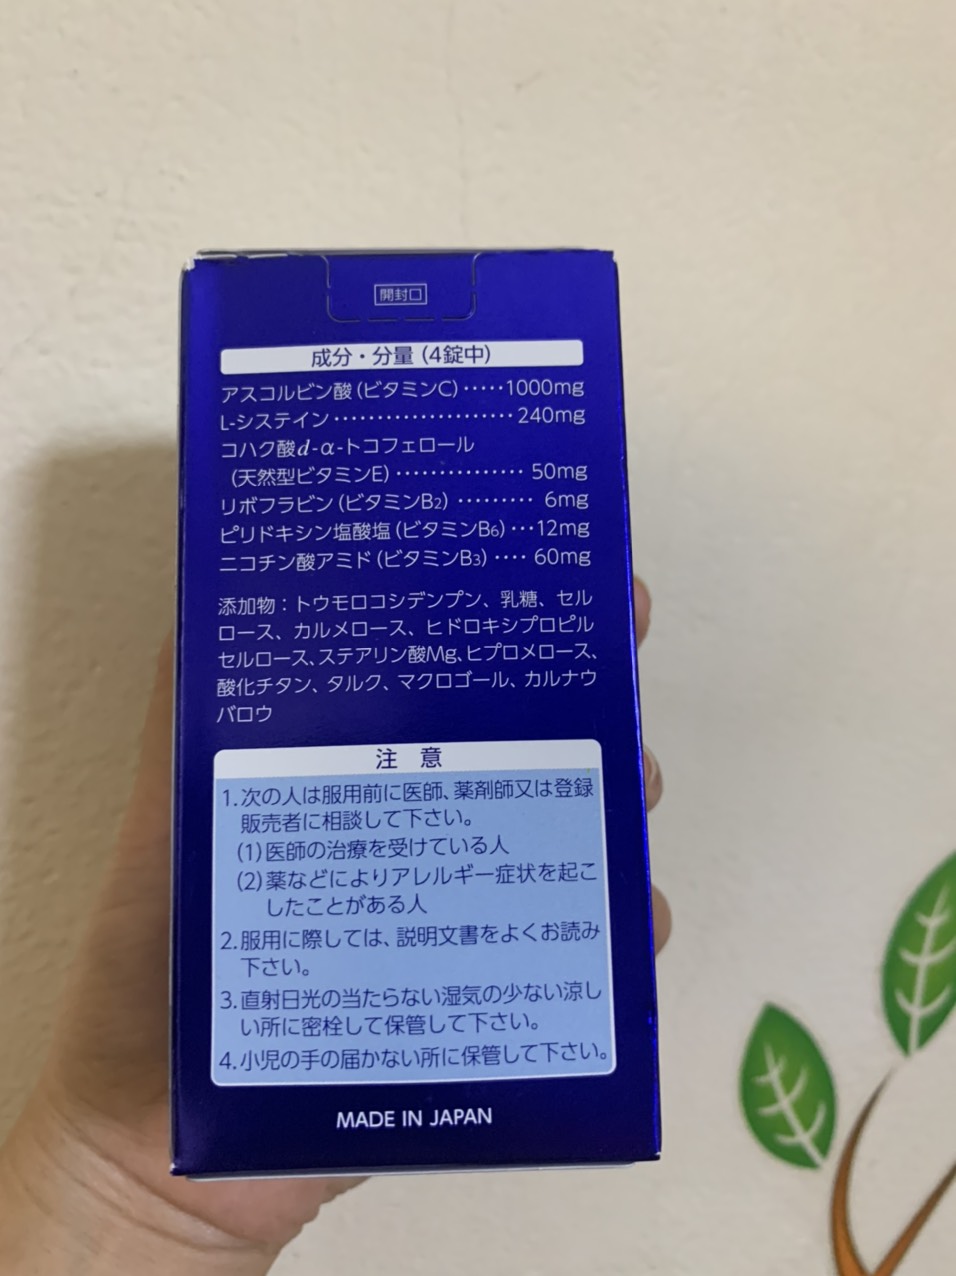 開封口
成分・分量(4錠中)
アスコルビン酸(ビタミンC)・・・・・1000mg
L-システイン・・・・・・・・・・・・・・・・・・・・・240mg
コハク酸d-α-トコフェロール
(天然型ビタミンE)・・・・・・・・・・・・・・・50mg
リボフラビン(ビタミンB2)・・・・・・・・・6mg
ピリドキシン塩酸塩(ビタミンB6)・・・12mg
ニコチン酸アミド(ビタミンB3)・・・・60mg
添加物：トウモロコシデンプン、乳糖、セル
ロース、カルメロース、ヒドロキシプロピル
セルロース、ステアリン酸Mg、ヒプロメロース、
酸化チタン、タルク、マクロゴール、カルナウ
バロウ
注 意
1.次の人は服用前に医師、薬剤師又は登録
販売者に相談して下さい。
(1)医師の治療を受けている人
(2)薬などによりアレルギー症状を起こ
したことがある人
2.服用に際しては、説明文書をよくお読み
下さい。
3.直射日光の当たらない湿気の少ない涼し
い所に密栓して保管して下さい。
4.小児の手の届かない所に保管して下さい。
MADE IN JAPAN